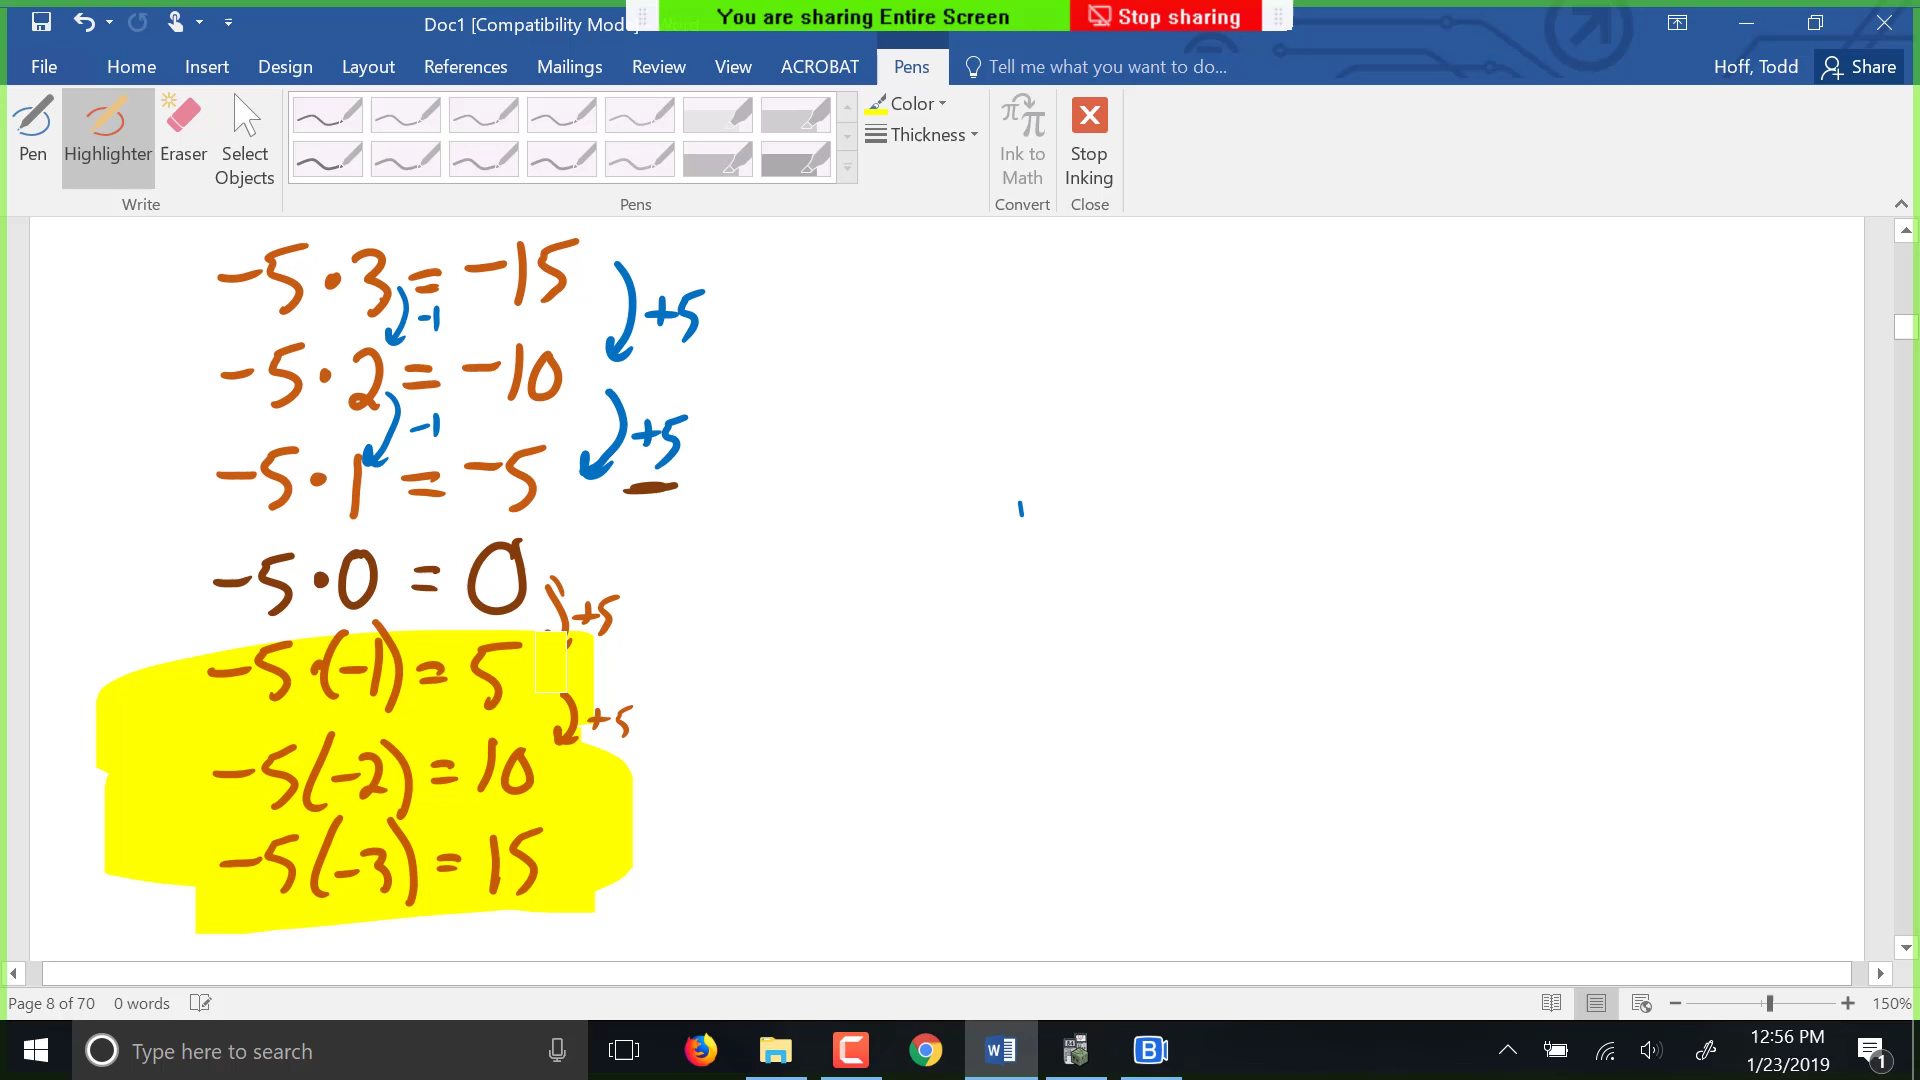 Doc1 [Compatibility Mod
You are sharing Entire Screen
Stop sharing
File Home Insert Design Layout References Mailings Review View ACROBAT Pens Tell me what you want to do... Hoff, Todd Share
Pen Highlighter Eraser Select Objects
Color
Thickness
Ink to Math
Stop Inking
Write Pens Convert Close
-5·3=-15 +5
-1
-5·2=-10
-1 +5
-5·1=-5
-5·0=0
+5
-5·(-1)=5
+5
-5(-2)=10
-5(-3)=15
Page 8 of 70 0 words 150%
Type here to search
12:56 PM
1/23/2019
1